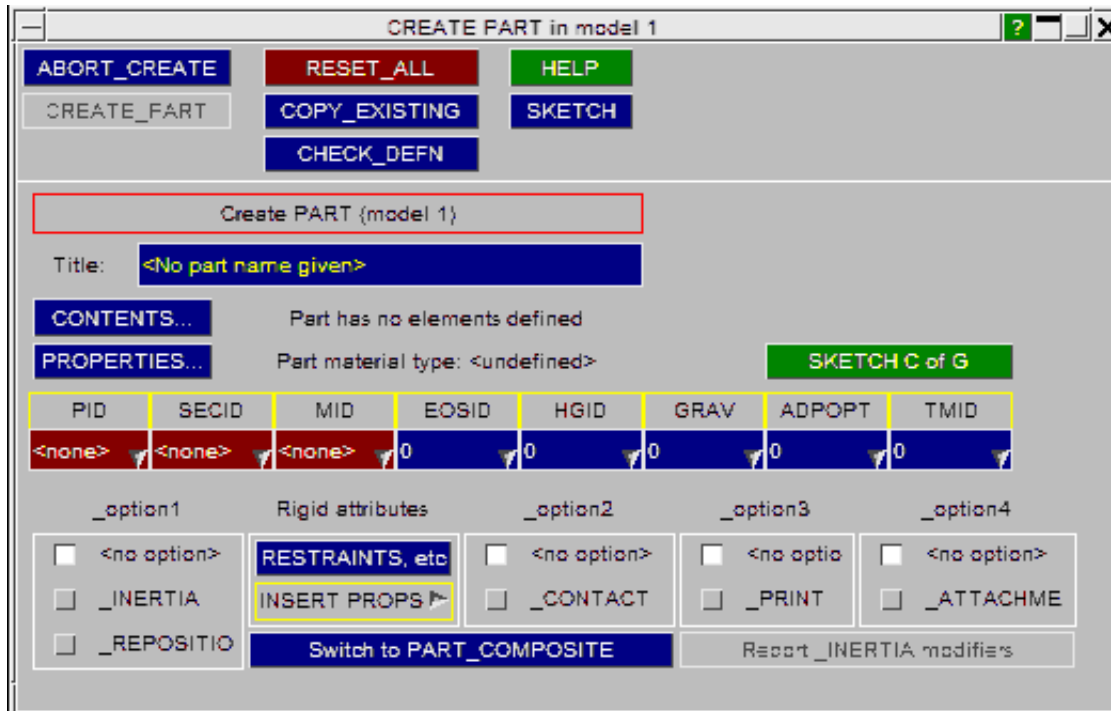 CREATE PART in model 1 ?
ABORT_CREATE RESET_ALL HELP
CREATE_PART COPY_EXISTING SKETCH
CHECK_DEFN
Create PART {model 1}
Title: <No part name given>
CONTENTS... Part has no elements defined
PROPERTIES... Part material type: <undefined> SKETCH C of G
PID SECID MID EOSID HGID GRAV ADPOPT TMID
<none> <none> <none> 0 0 0 0 0
_option1 Rigid attributes _option2 _option3 _option4
<no option> RESTRAINTS, etc <no option> <no optio <no option>
_INERTIA INSERT PROPS _CONTACT _PRINT _ATTACHME
_REPOSITIO Switch to PART_COMPOSITE Report _INERTIA modifiers